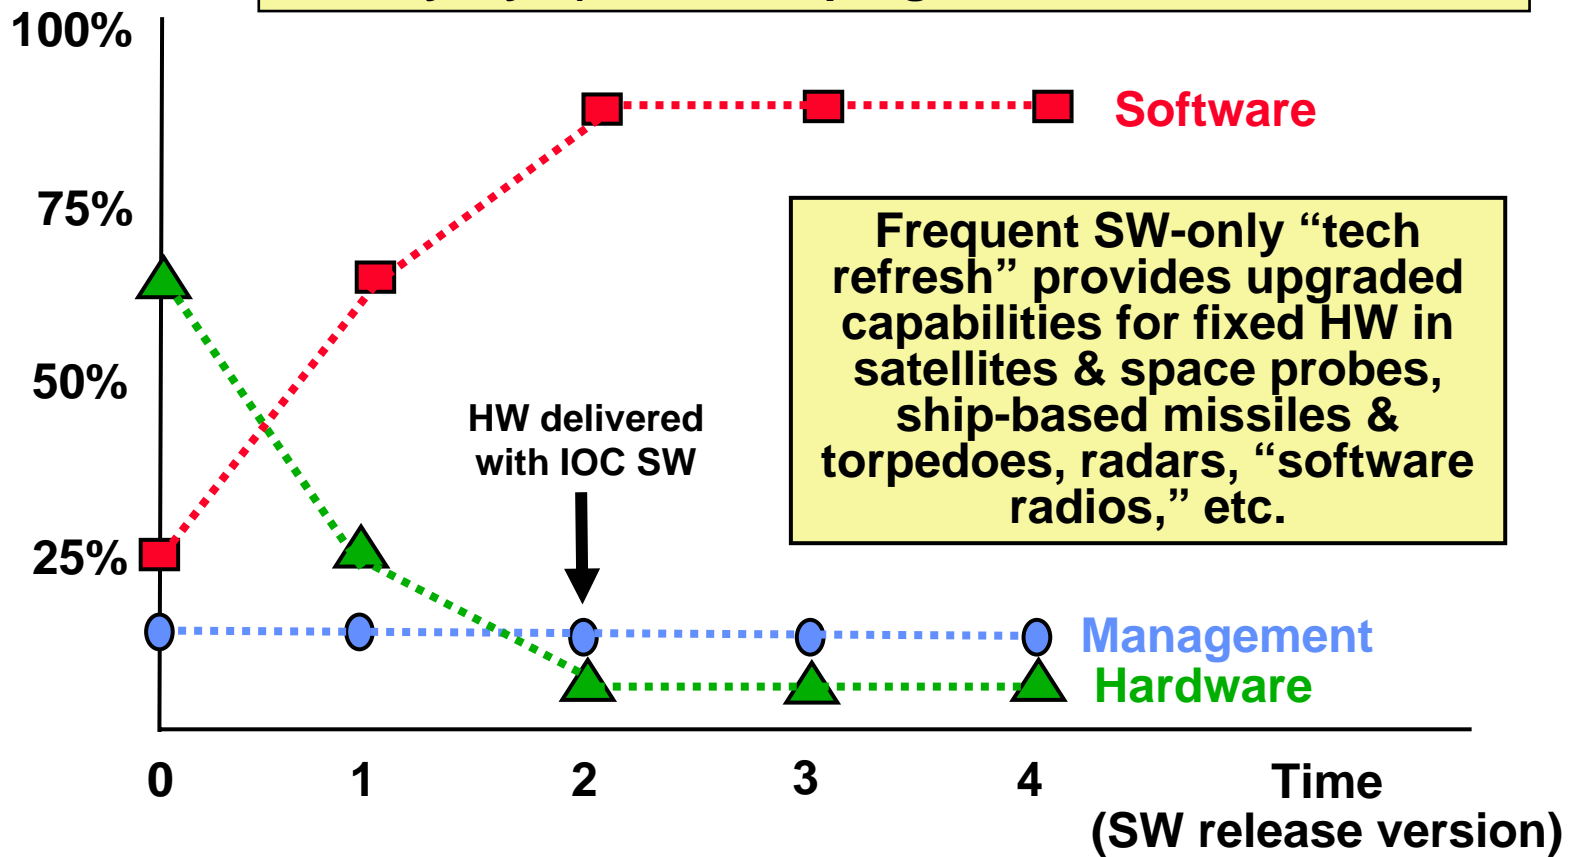 100%
Software
75%
Frequent SW-only “tech
refresh” provides upgraded
capabilities for fixed HW in
satellites & space probes,
ship-based missiles &
torpedoes, radars, “software
radios,” etc.
50%
HW delivered
with IOC SW
25%
Management
Hardware
0 1 2 3 4 Time
(SW release version)